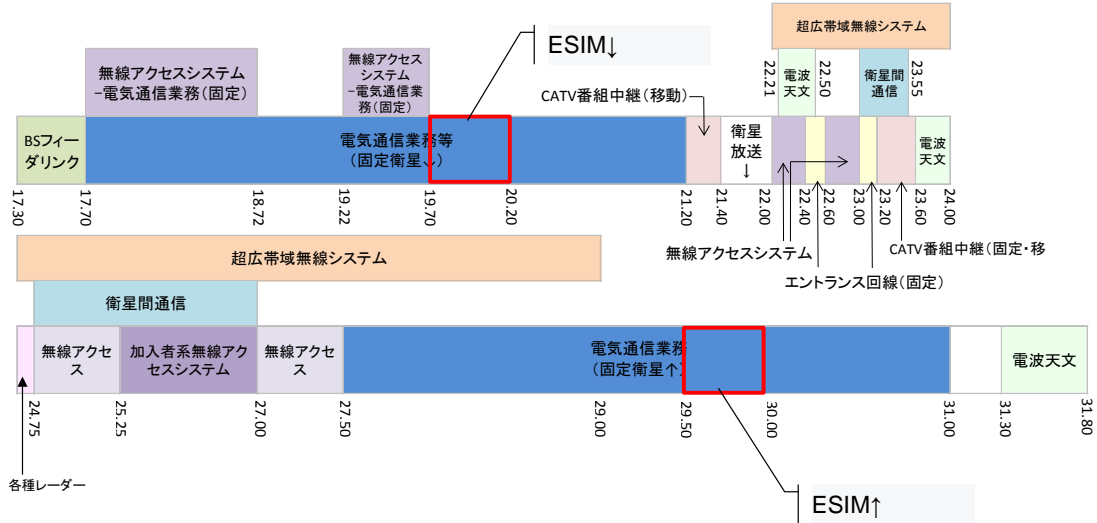 ESIM↓
超広帯域無線システム
無線アクセスシステム
−電気通信業務(固定)
無線アクセス
システム
−電気通信業
務(固定)
CATV番組中継(移動)
22.21
電波
天文
22.50
衛星間
通信
23.55
BSフィー
ダリンク
電気通信業務等
(固定衛星↓)
衛星
放送
↓
電波
天文
17.30
17.70
18.72
19.22
19.70
20.20
21.20
21.40
22.00
22.40
22.60
23.00
23.20
23.60
24.00
無線アクセスシステム
CATV番組中継(固定・移
エントランス回線(固定)
超広帯域無線システム
衛星間通信
無線アクセ
ス
加入者系無線アク
セスシステム
無線アクセ
ス
電気通信業務
(固定衛星↑)
電波天文
24.75
25.25
27.00
27.50
29.00
29.50
30.00
31.00
31.30
31.80
各種レーダー
ESIM↑